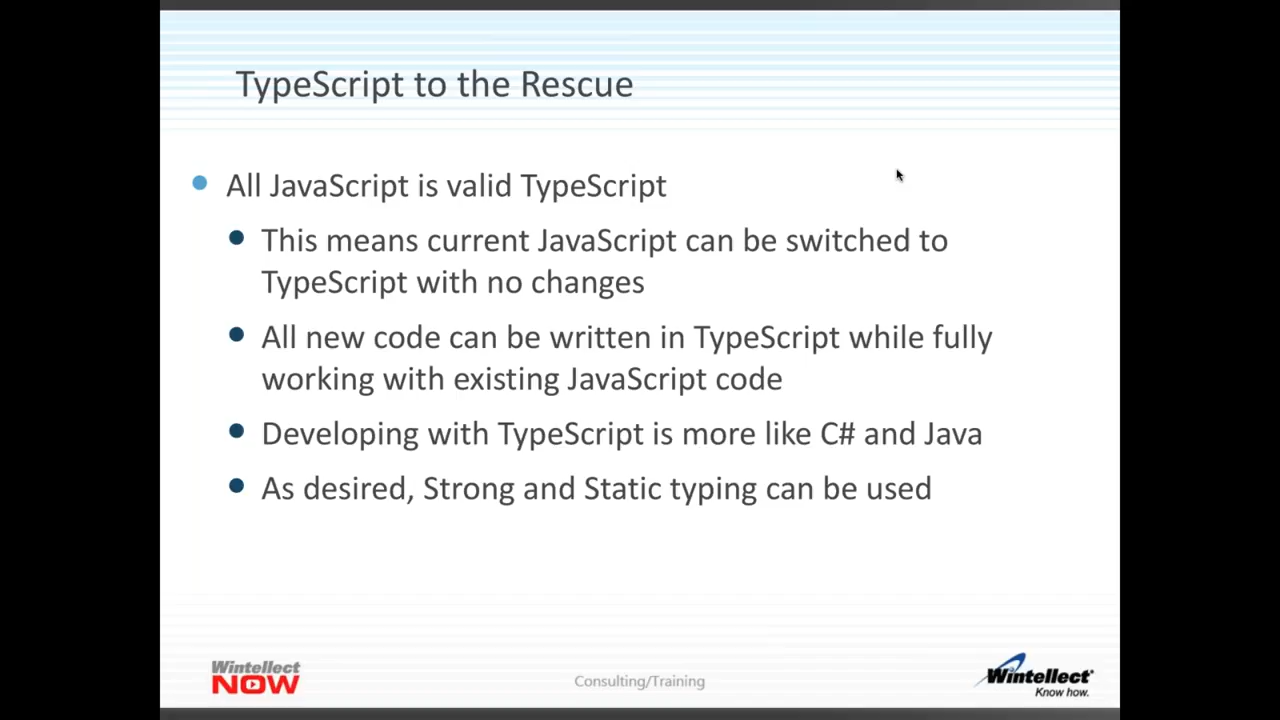 TypeScript to the Rescue
All JavaScript is valid TypeScript
This means current JavaScript can be switched to
TypeScript with no changes
All new code can be written in TypeScript while fully
working with existing JavaScript code
Developing with TypeScript is more like C# and Java
As desired, Strong and Static typing can be used
Wintellect
NOW
Consulting/Training
Wintellect
Know how.